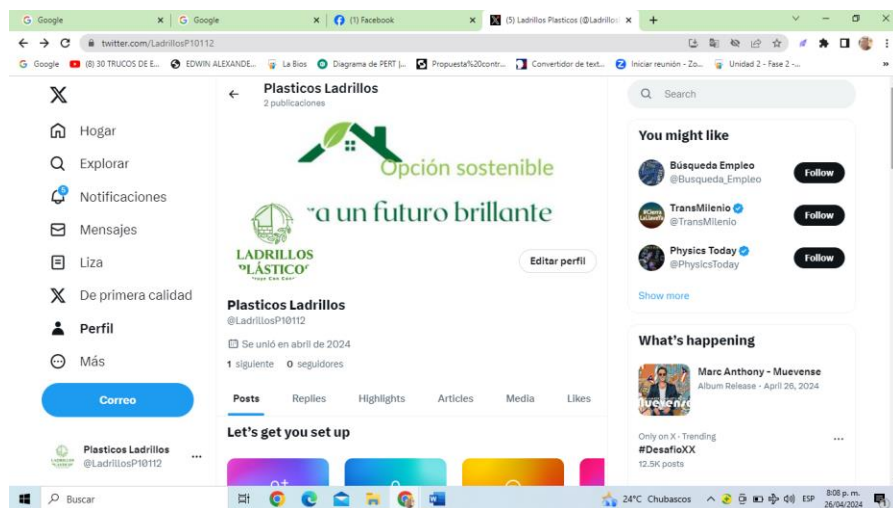 Google
Google
(1) Facebook
(5) Ladrillos Plasticos (@Ladrillo
twitter.com/LadrillosP10112
Google
(8) 30 TRUCOS DE E...
EDWIN ALEXANDE...
La Bios
Diagrama de PERT |...
Propuesta%20contr...
Convertidor de text...
Iniciar reunión - Zo...
Unidad 2 - Fase 2 -...
Hogar
Explorar
5
Notificaciones
Mensajes
Liza
De primera calidad
Perfil
Más
Correo
Plasticos Ladrillos
@LadrillosP10112
Plasticos Ladrillos
2 publicaciones
Opción sostenible
a un futuro brillante
LADRILLOS
PLÁSTICO
Editar perfil
Plasticos Ladrillos
@LadrillosP10112
Se unió en abril de 2024
1 siguiente 0 seguidores
Posts Replies Highlights Articles Media Likes
Let's get you set up
Search
You might like
Búsqueda Empleo
@Busqueda_Empleo
Follow
TransMilenio
@TransMilenio
Follow
Physics Today
@PhysicsToday
Follow
Show more
What's happening
Marc Anthony - Muevense
Album Release - April 26, 2024
Only on X · Trending
#DesafioXX
12.5K posts
Buscar
24°C Chubascos
ESP
8:08 p. m.
26/04/2024